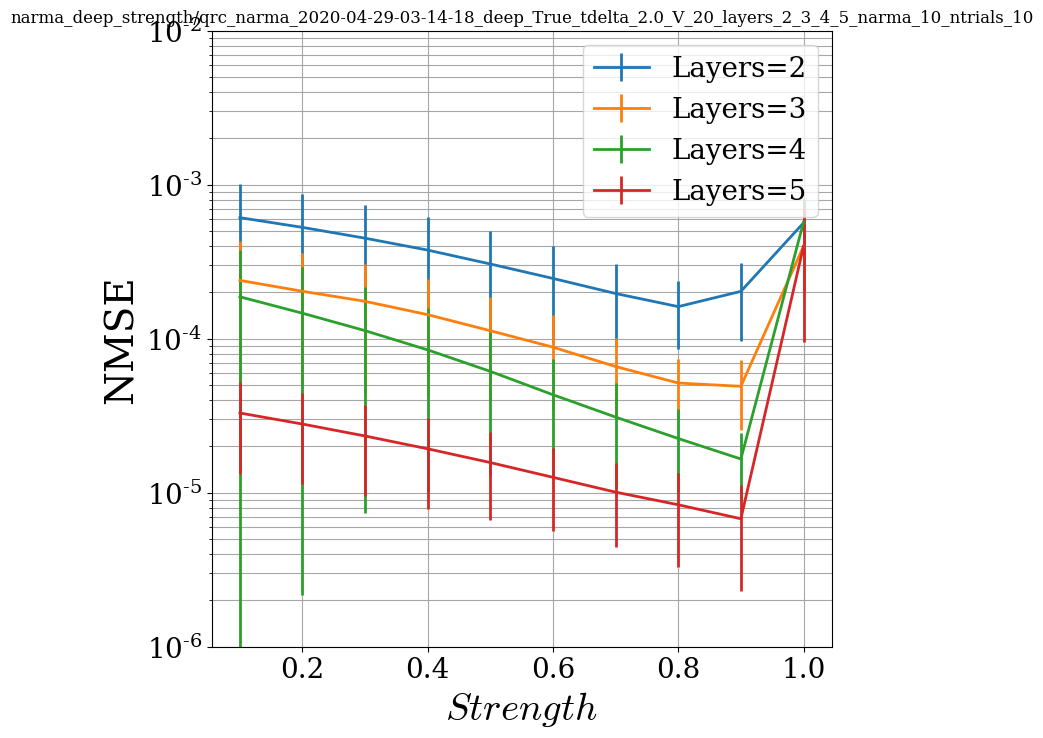 narma_deep_strength/qrc_narma_2020-04-29-03-14-18_deep_True_tdelta_2.0_V_20_layers_2_3_4_5_narma_10_ntrials_10
10-2
Layers=2
Layers=3
Layers=4
Layers=5
10-3
10-4
10-5
10-6
NMSE
0.2 0.4 0.6 0.8 1.0
Strength